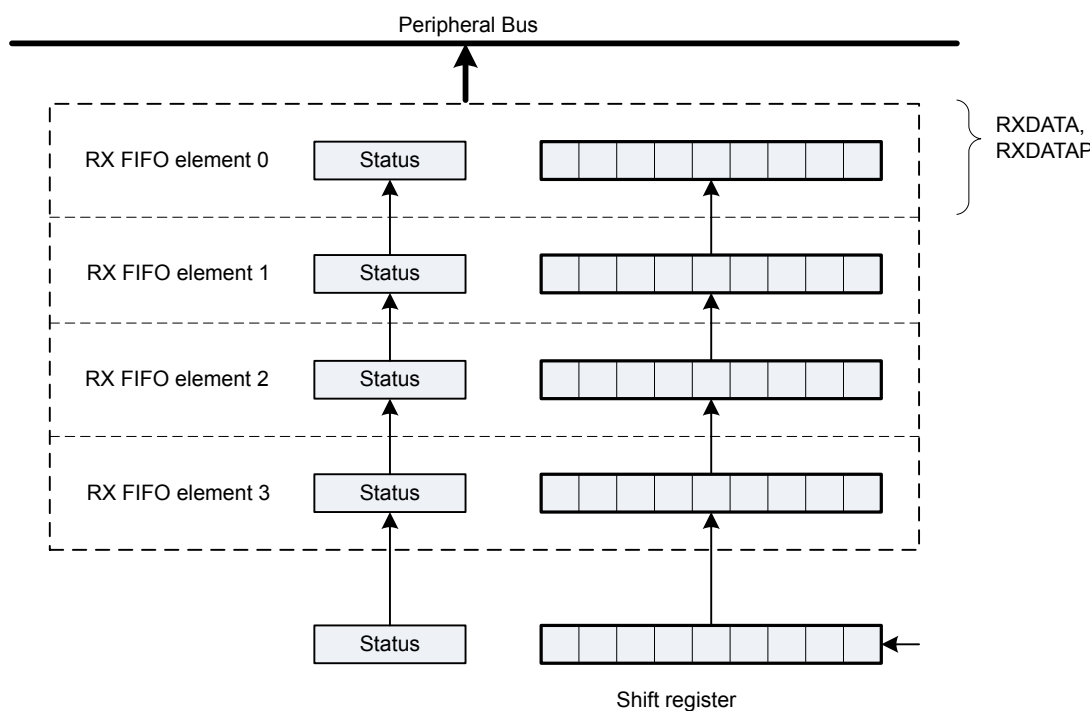 Peripheral Bus
RXDATA,
RXDATAP
RX FIFO element 0
Status
RX FIFO element 1
Status
RX FIFO element 2
Status
RX FIFO element 3
Status
Status
Shift register